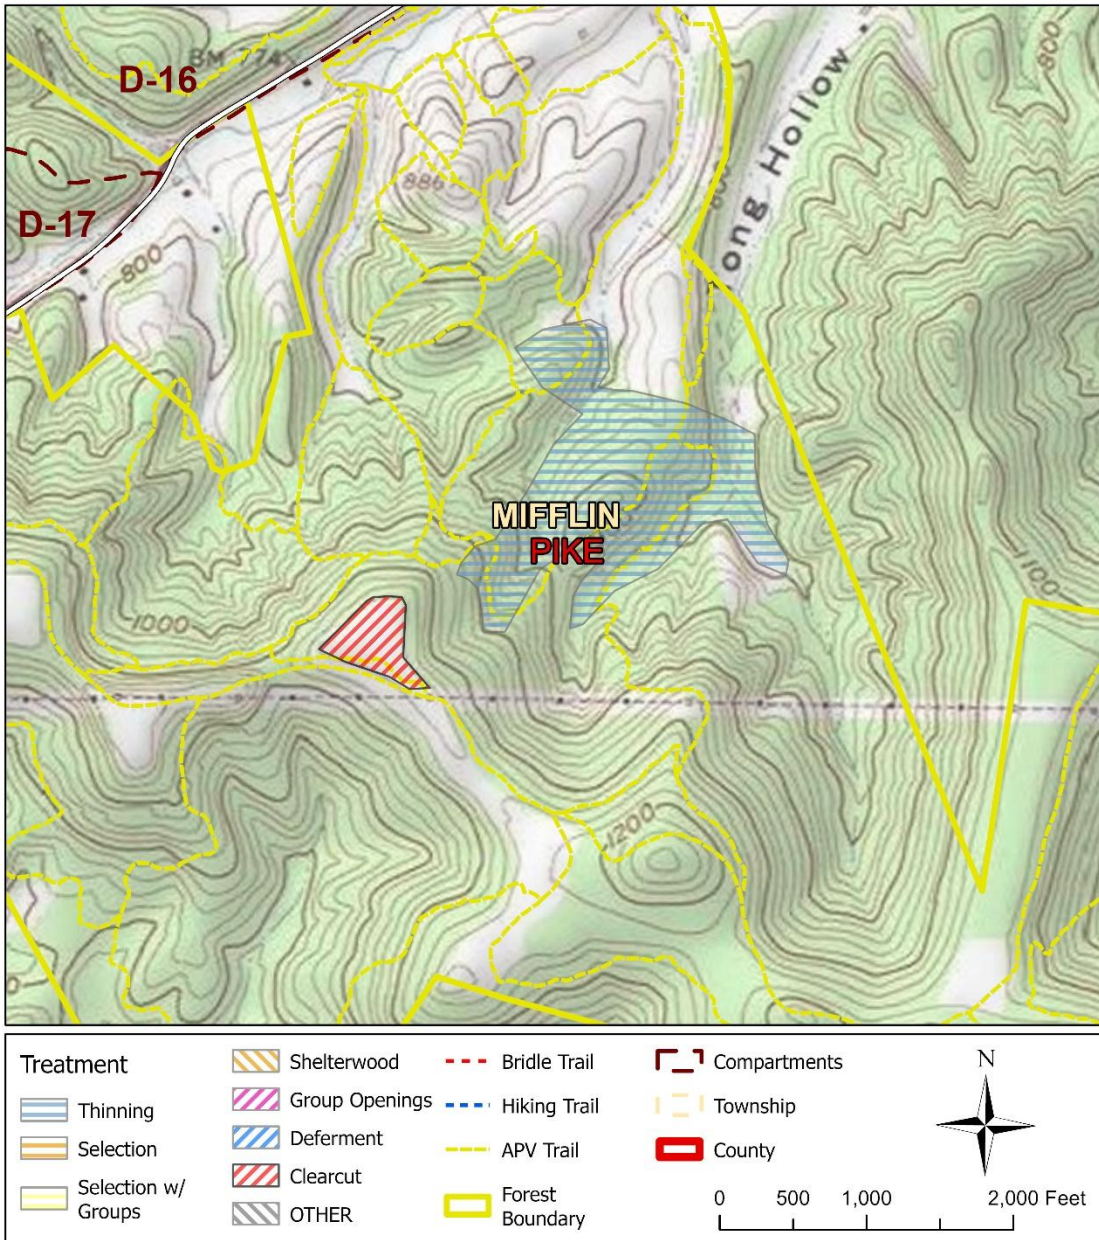 D-16
BM 774
800
Long Hollow
D-17
886
800
MIFFLIN
PIKE
1000
1200
Treatment
Thinning
Selection
Selection w/
Groups
Shelterwood
Group Openings
Deferment
Clearcut
OTHER
Bridle Trail
Hiking Trail
APV Trail
Forest
Boundary
Compartments
Township
County
N
0 500 1,000 2,000 Feet